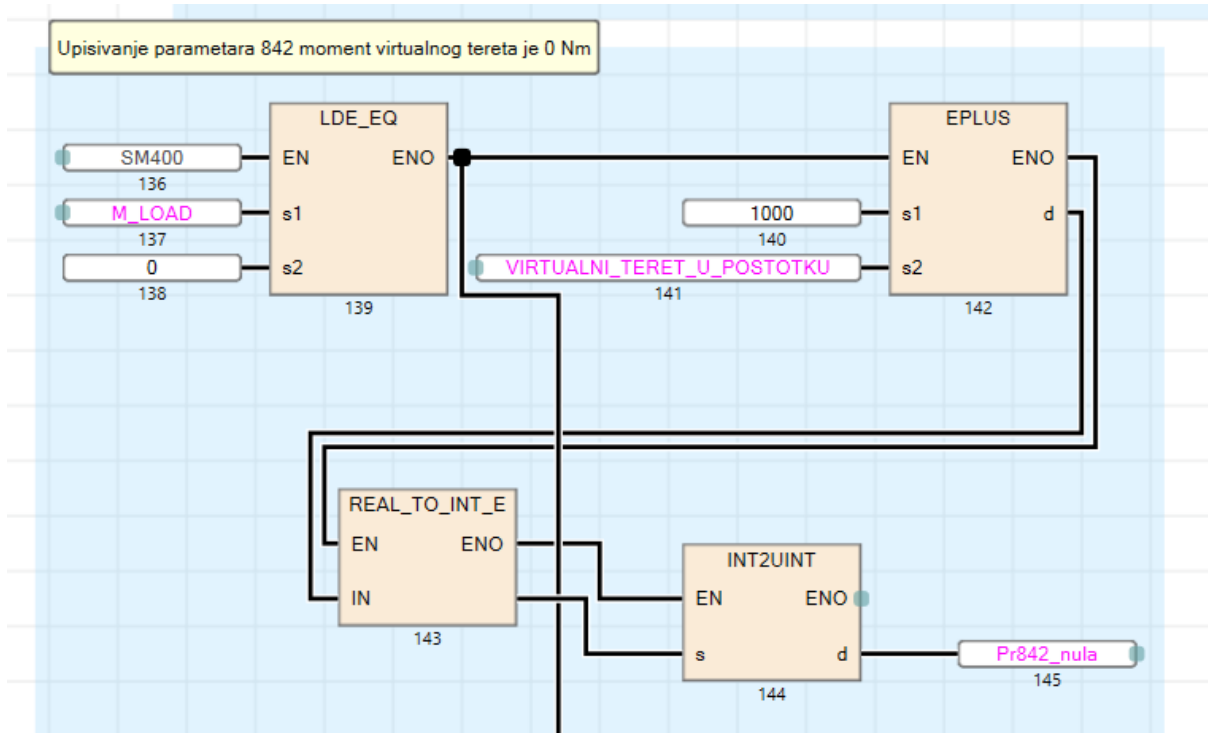 Upisivanje parametara 842 moment virtualnog tereta je 0 Nm
LDE_EQ
EPLUS
SM400
EN
ENO
EN
ENO
136
M_LOAD
s1
1000
s1
d
137
140
0
s2
VIRTUALNI_TERET_U_POSTOTKU
s2
138
139
141
142
REAL_TO_INT_E
EN
ENO
INT2UINT
IN
EN
ENO
143
s
d
Pr842_nula
144
145